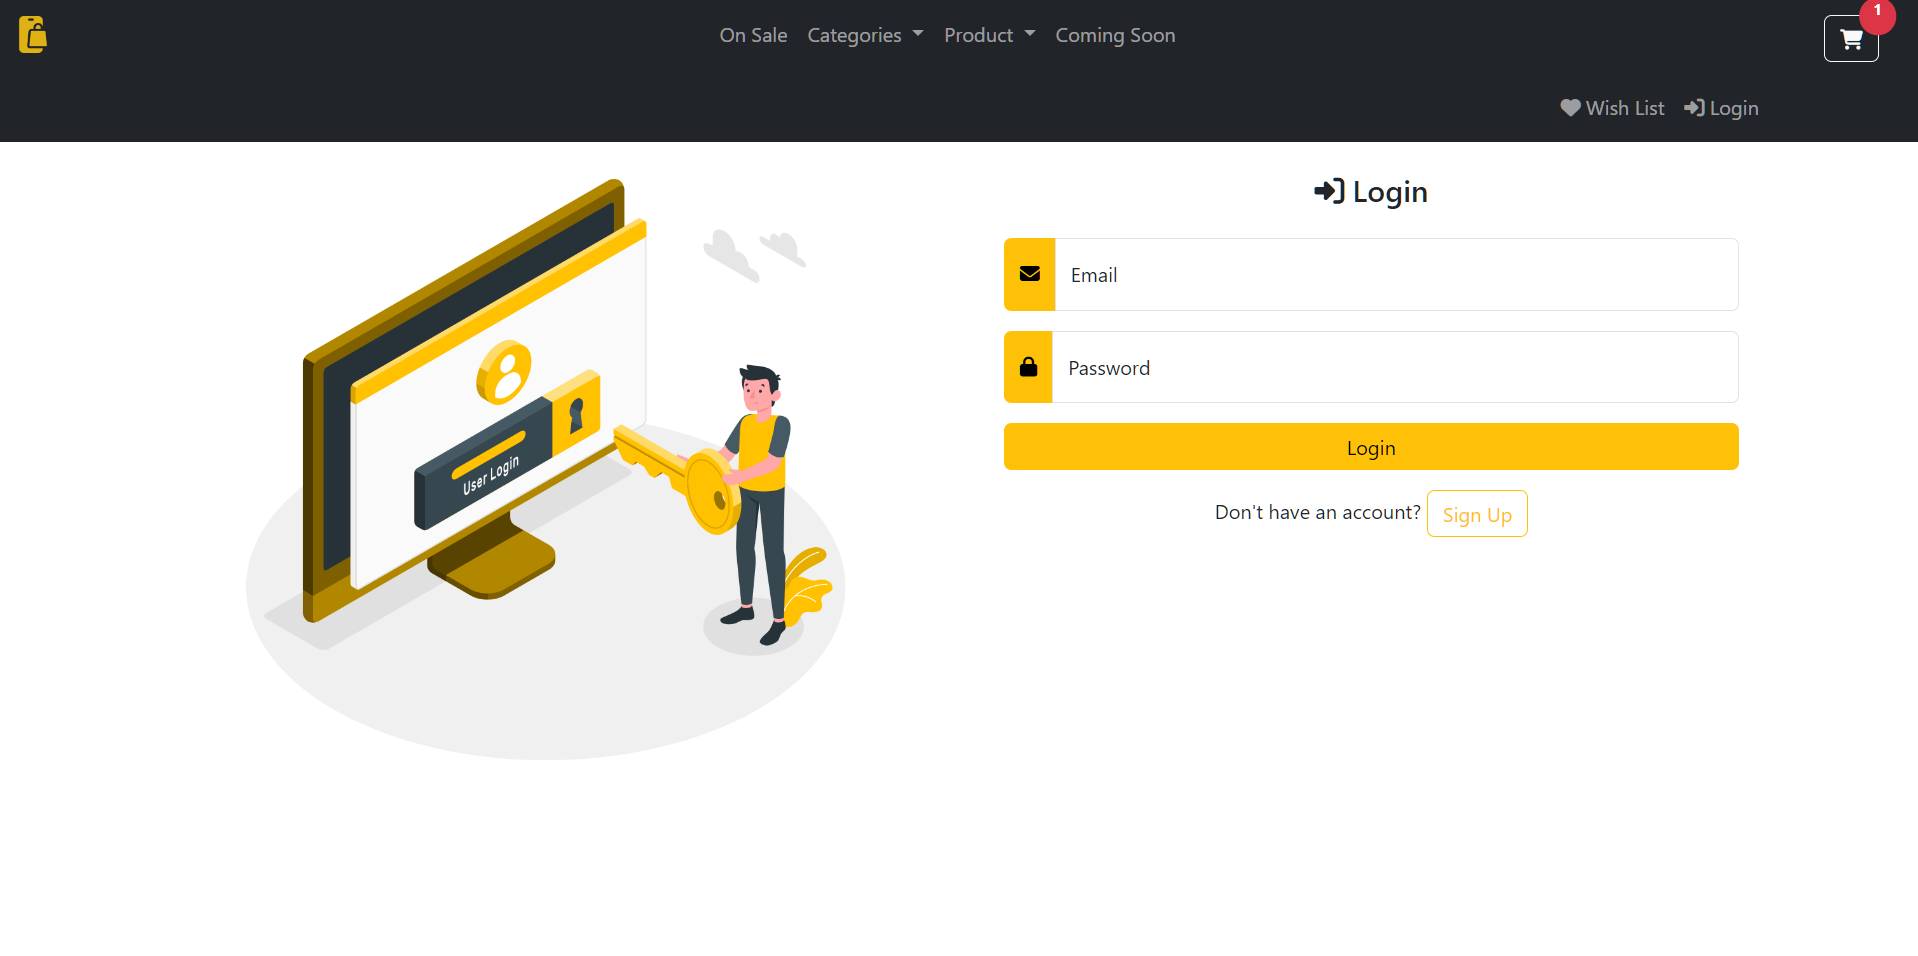 On Sale Categories Product Coming Soon
1
Wish List Login
Login
Email
Password
Login
Don't have an account? Sign Up
User Login